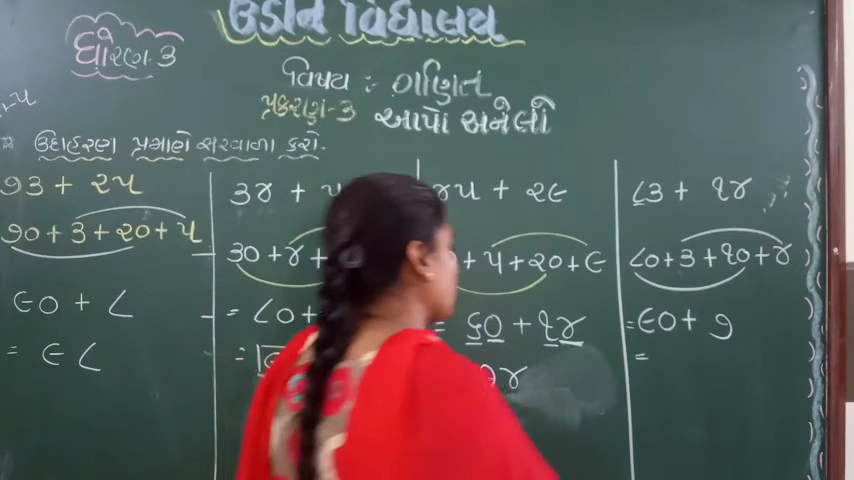 ઉડાન વિદ્યાલય
ધોરણ-૩
વિષય : ગણિત
પ્રકરણ-૩ આપો અને લો
ઉદાહરણ પ્રમાણે સરવાળા કરો.
૭૩ + ૨૫
૭૦+૩+૨૦+૫
૯૦ + ૮
= ૯૮
૩૪ +
૩૦+૪+
= ૮૦+
=
૪૫ + ૨૯
+૫+૨૦+૯
= ૬૦ + ૧૪
૭૪
૮૩ + ૧૪
૮૦+૩+૧૦+૪
=૯૦+ ૭
=